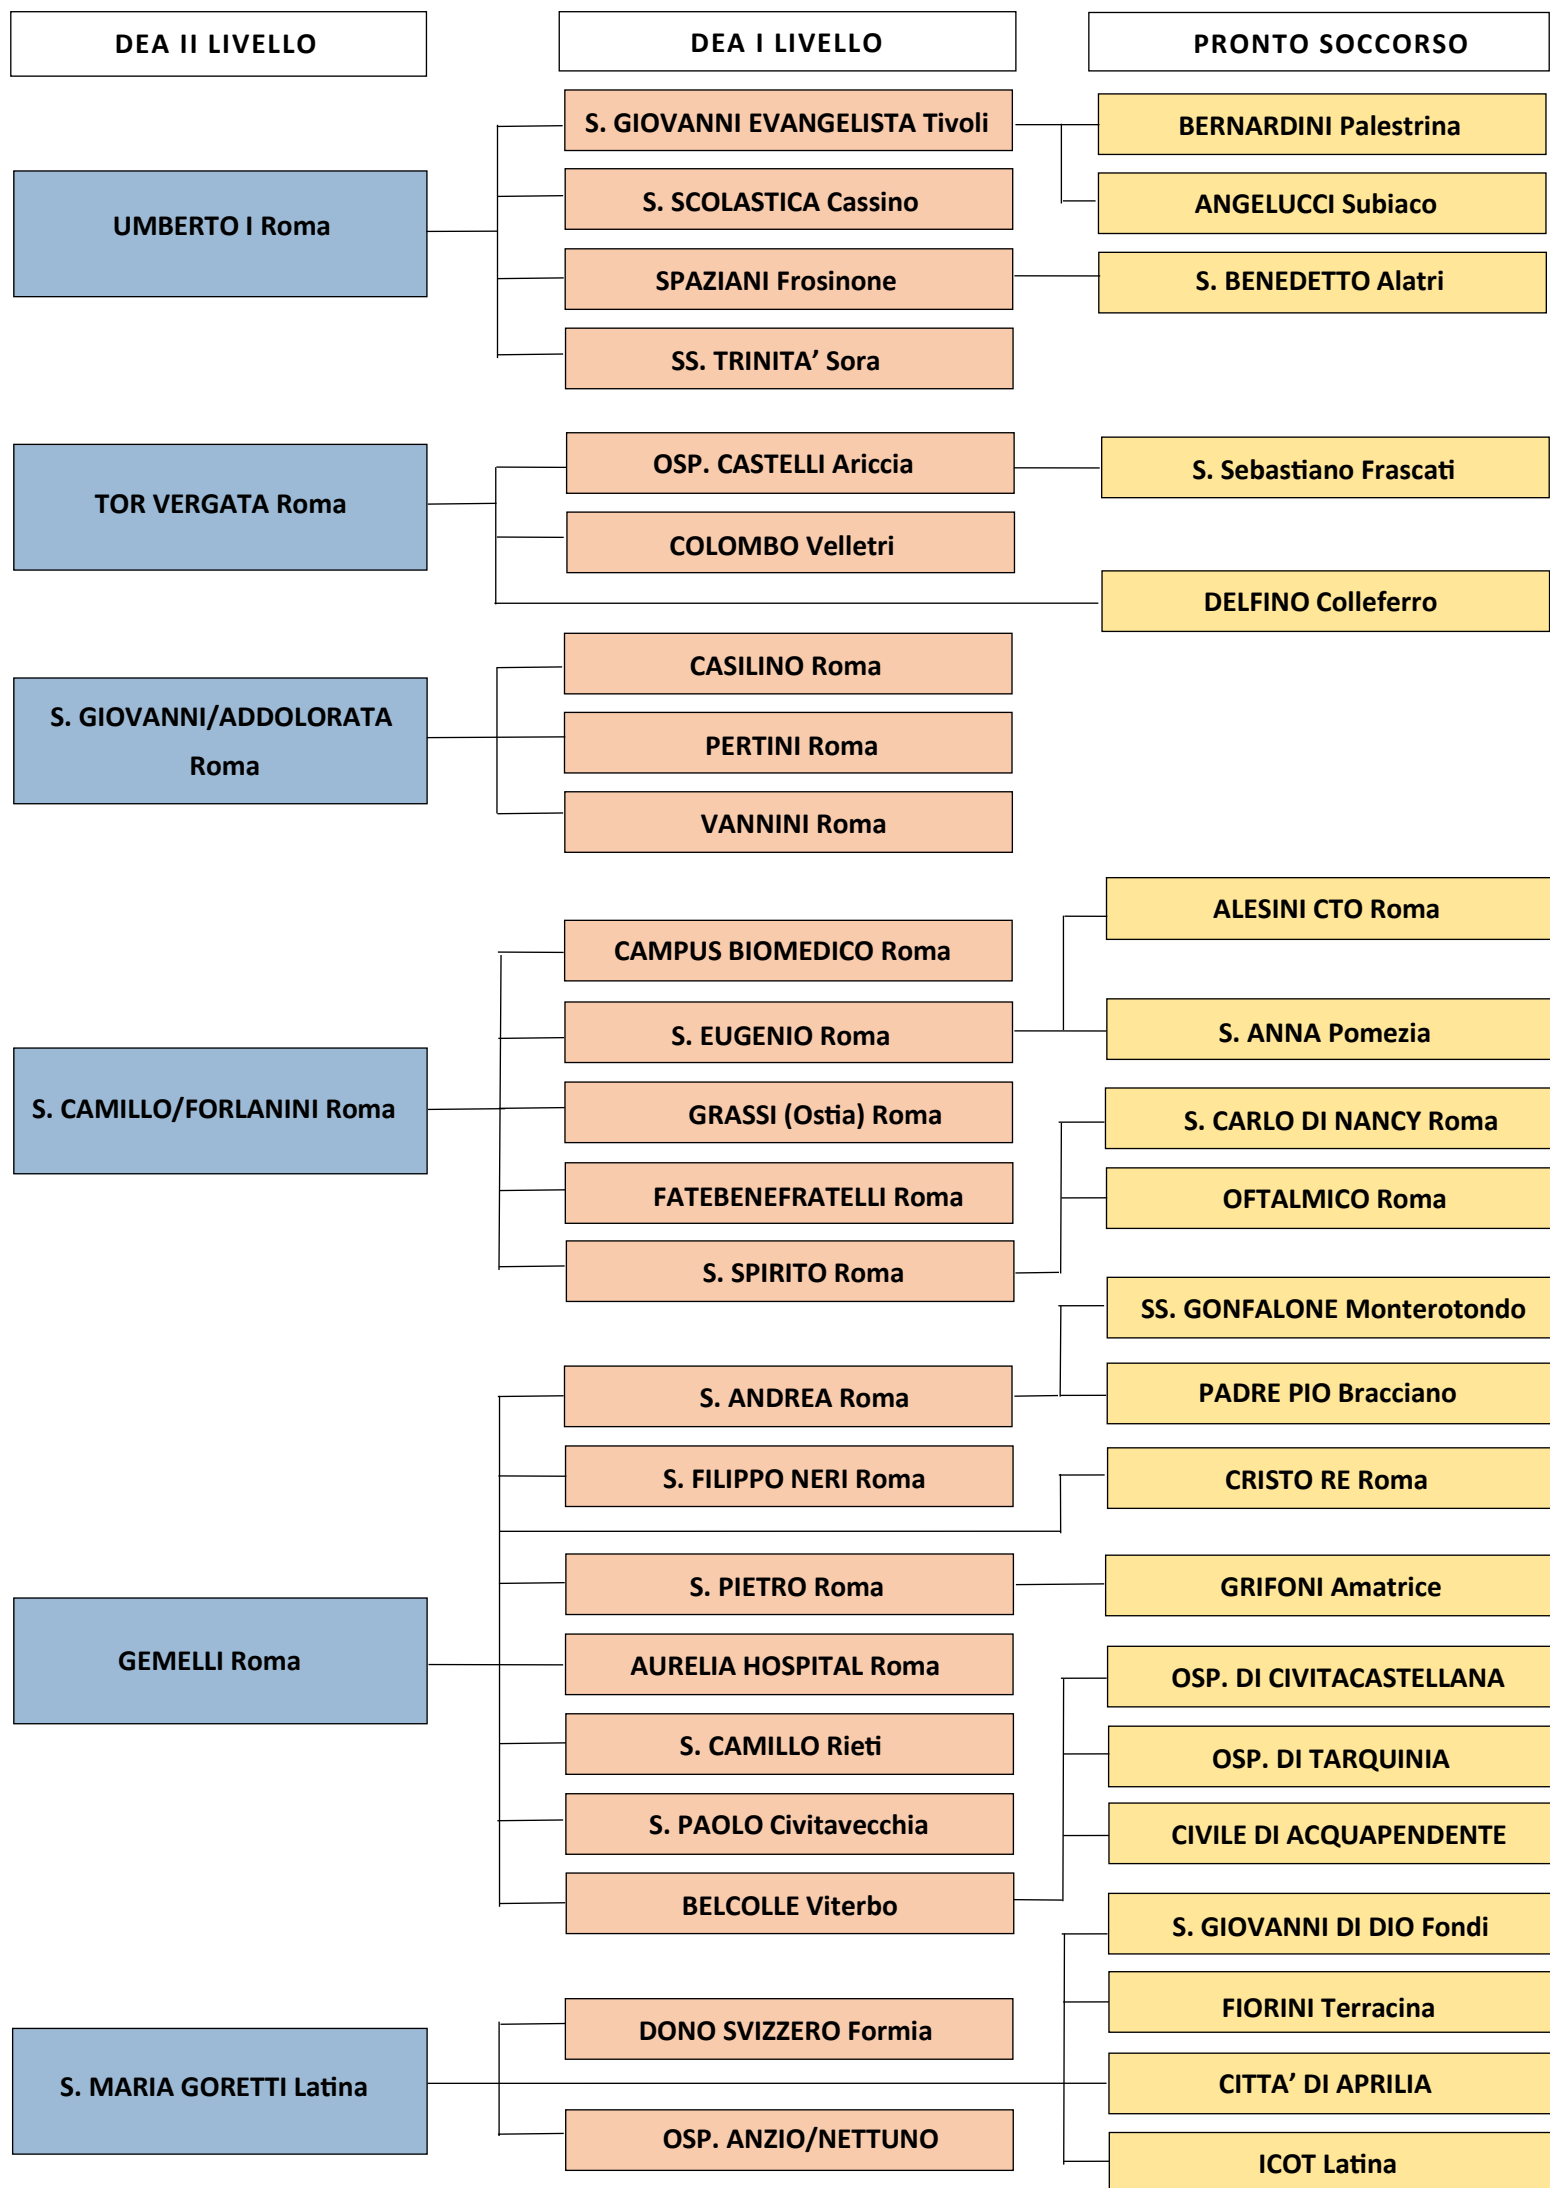 DEA II LIVELLO
DEA I LIVELLO
PRONTO SOCCORSO
S. GIOVANNI EVANGELISTA Tivoli
BERNARDINI Palestrina
UMBERTO I Roma
S. SCOLASTICA Cassino
ANGELUCCI Subiaco
SPAZIANI Frosinone
S. BENEDETTO Alatri
SS. TRINITA’ Sora
TOR VERGATA Roma
OSP. CASTELLI Ariccia
S. Sebastiano Frascati
COLOMBO Velletri
DELFINO Colleferro
S. GIOVANNI/ADDOLORATA
Roma
CASILINO Roma
PERTINI Roma
VANNINI Roma
ALESINI CTO Roma
CAMPUS BIOMEDICO Roma
S. EUGENIO Roma
S. ANNA Pomezia
S. CAMILLO/FORLANINI Roma
GRASSI (Ostia) Roma
S. CARLO DI NANCY Roma
FATEBENEFRATELLI Roma
OFTALMICO Roma
S. SPIRITO Roma
SS. GONFALONE Monterotondo
S. ANDREA Roma
PADRE PIO Bracciano
S. FILIPPO NERI Roma
CRISTO RE Roma
S. PIETRO Roma
GRIFONI Amatrice
GEMELLI Roma
AURELIA HOSPITAL Roma
OSP. DI CIVITACASTELLANA
S. CAMILLO Rieti
OSP. DI TARQUINIA
S. PAOLO Civitavecchia
CIVILE DI ACQUAPENDENTE
BELCOLLE Viterbo
S. GIOVANNI DI DIO Fondi
FIORINI Terracina
DONO SVIZZERO Formia
S. MARIA GORETTI Latina
CITTA’ DI APRILIA
OSP. ANZIO/NETTUNO
ICOT Latina